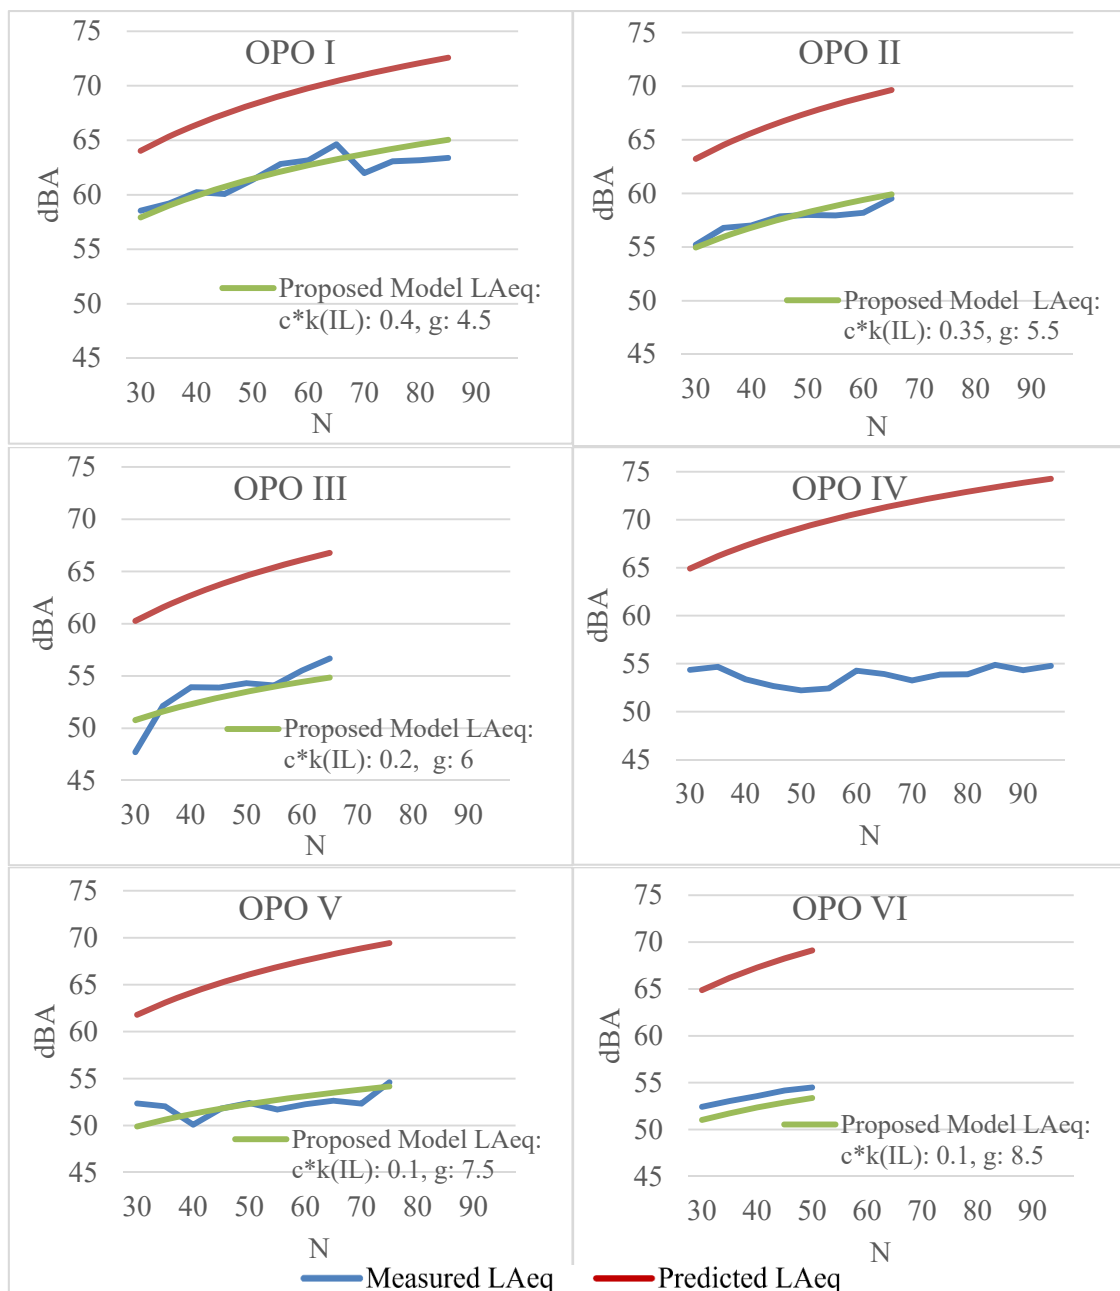 OPO I
75
70
65
60
55
50
45
dBA
Proposed Model LAeq:
c*k(IL): 0.4, g: 4.5
30 40 50 60 70 80 90
N
OPO II
75
70
65
60
55
50
45
dBA
Proposed Model LAeq:
c*k(IL): 0.35, g: 5.5
30 40 50 60 70 80 90
N
OPO III
75
70
65
60
55
50
45
dBA
Proposed Model LAeq:
c*k(IL): 0.2, g: 6
30 40 50 60 70 80 90
N
OPO IV
75
70
65
60
55
50
45
dBA
30 40 50 60 70 80 90
N
OPO V
75
70
65
60
55
50
45
dBA
Proposed Model LAeq:
c*k(IL): 0.1, g: 7.5
30 40 50 60 70 80 90
N
OPO VI
75
70
65
60
55
50
45
dBA
Proposed Model LAeq:
c*k(IL): 0.1, g: 8.5
30 40 50 60 70 80 90
N
Measured LAeq Predicted LAeq